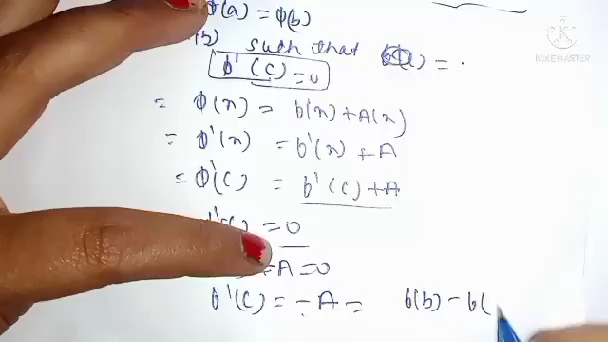 ϕ(a) = ϕ(b)
such that
KINEMASTER
b'(c) = 0
= ϕ(n) = b(n) + A(n)
= ϕ'(n) = b'(n) + A
= ϕ'(c) = b'(c) + A
= 0
+ A = 0
b'(c) = - A = b(b) - b(